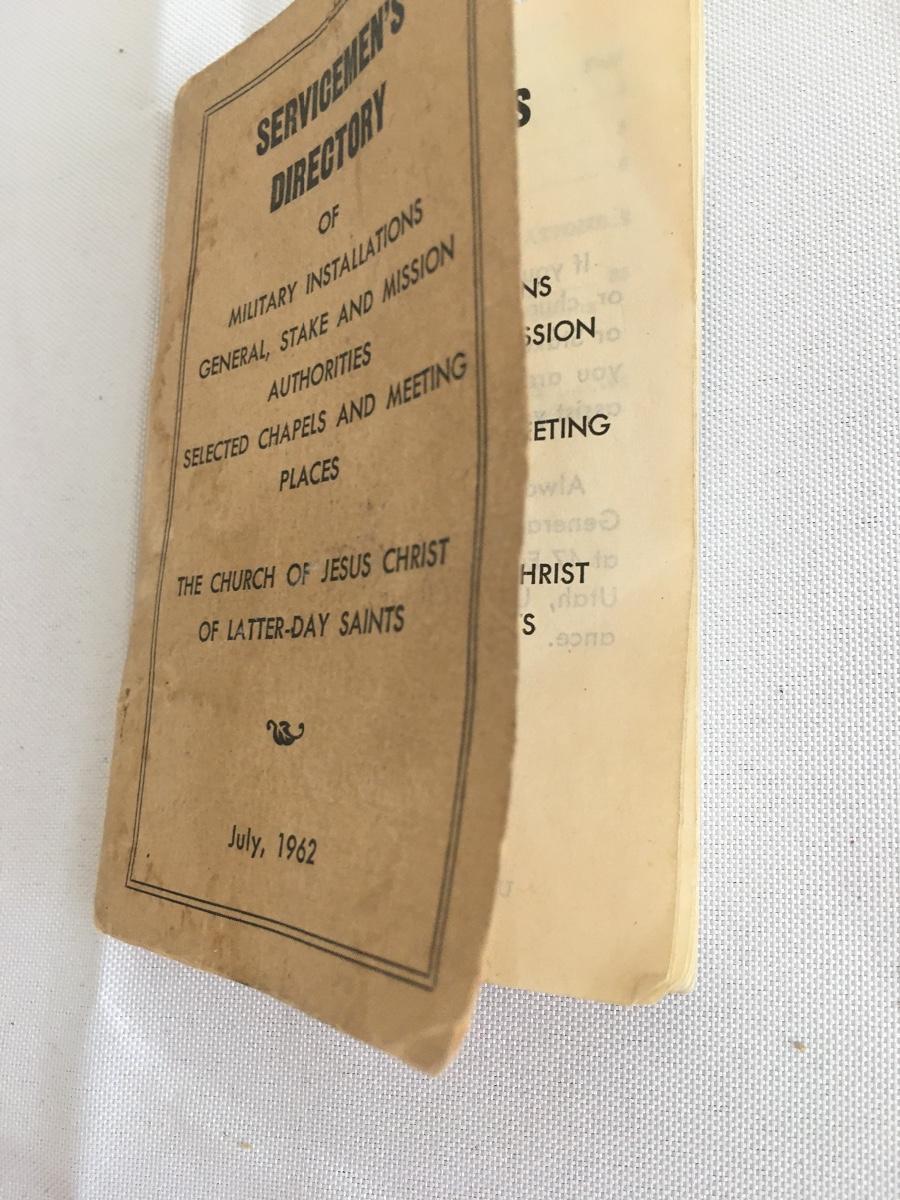 SERVICEMEN'S
DIRECTORY
OF
MILITARY INSTALLATIONS
GENERAL, STAKE AND MISSION
AUTHORITIES
SELECTED CHAPELS AND MEETING
PLACES
THE CHURCH OF JESUS CHRIST
OF LATTER-DAY SAINTS
July, 1962
S
NS
SSION
ETING
HRIST
S